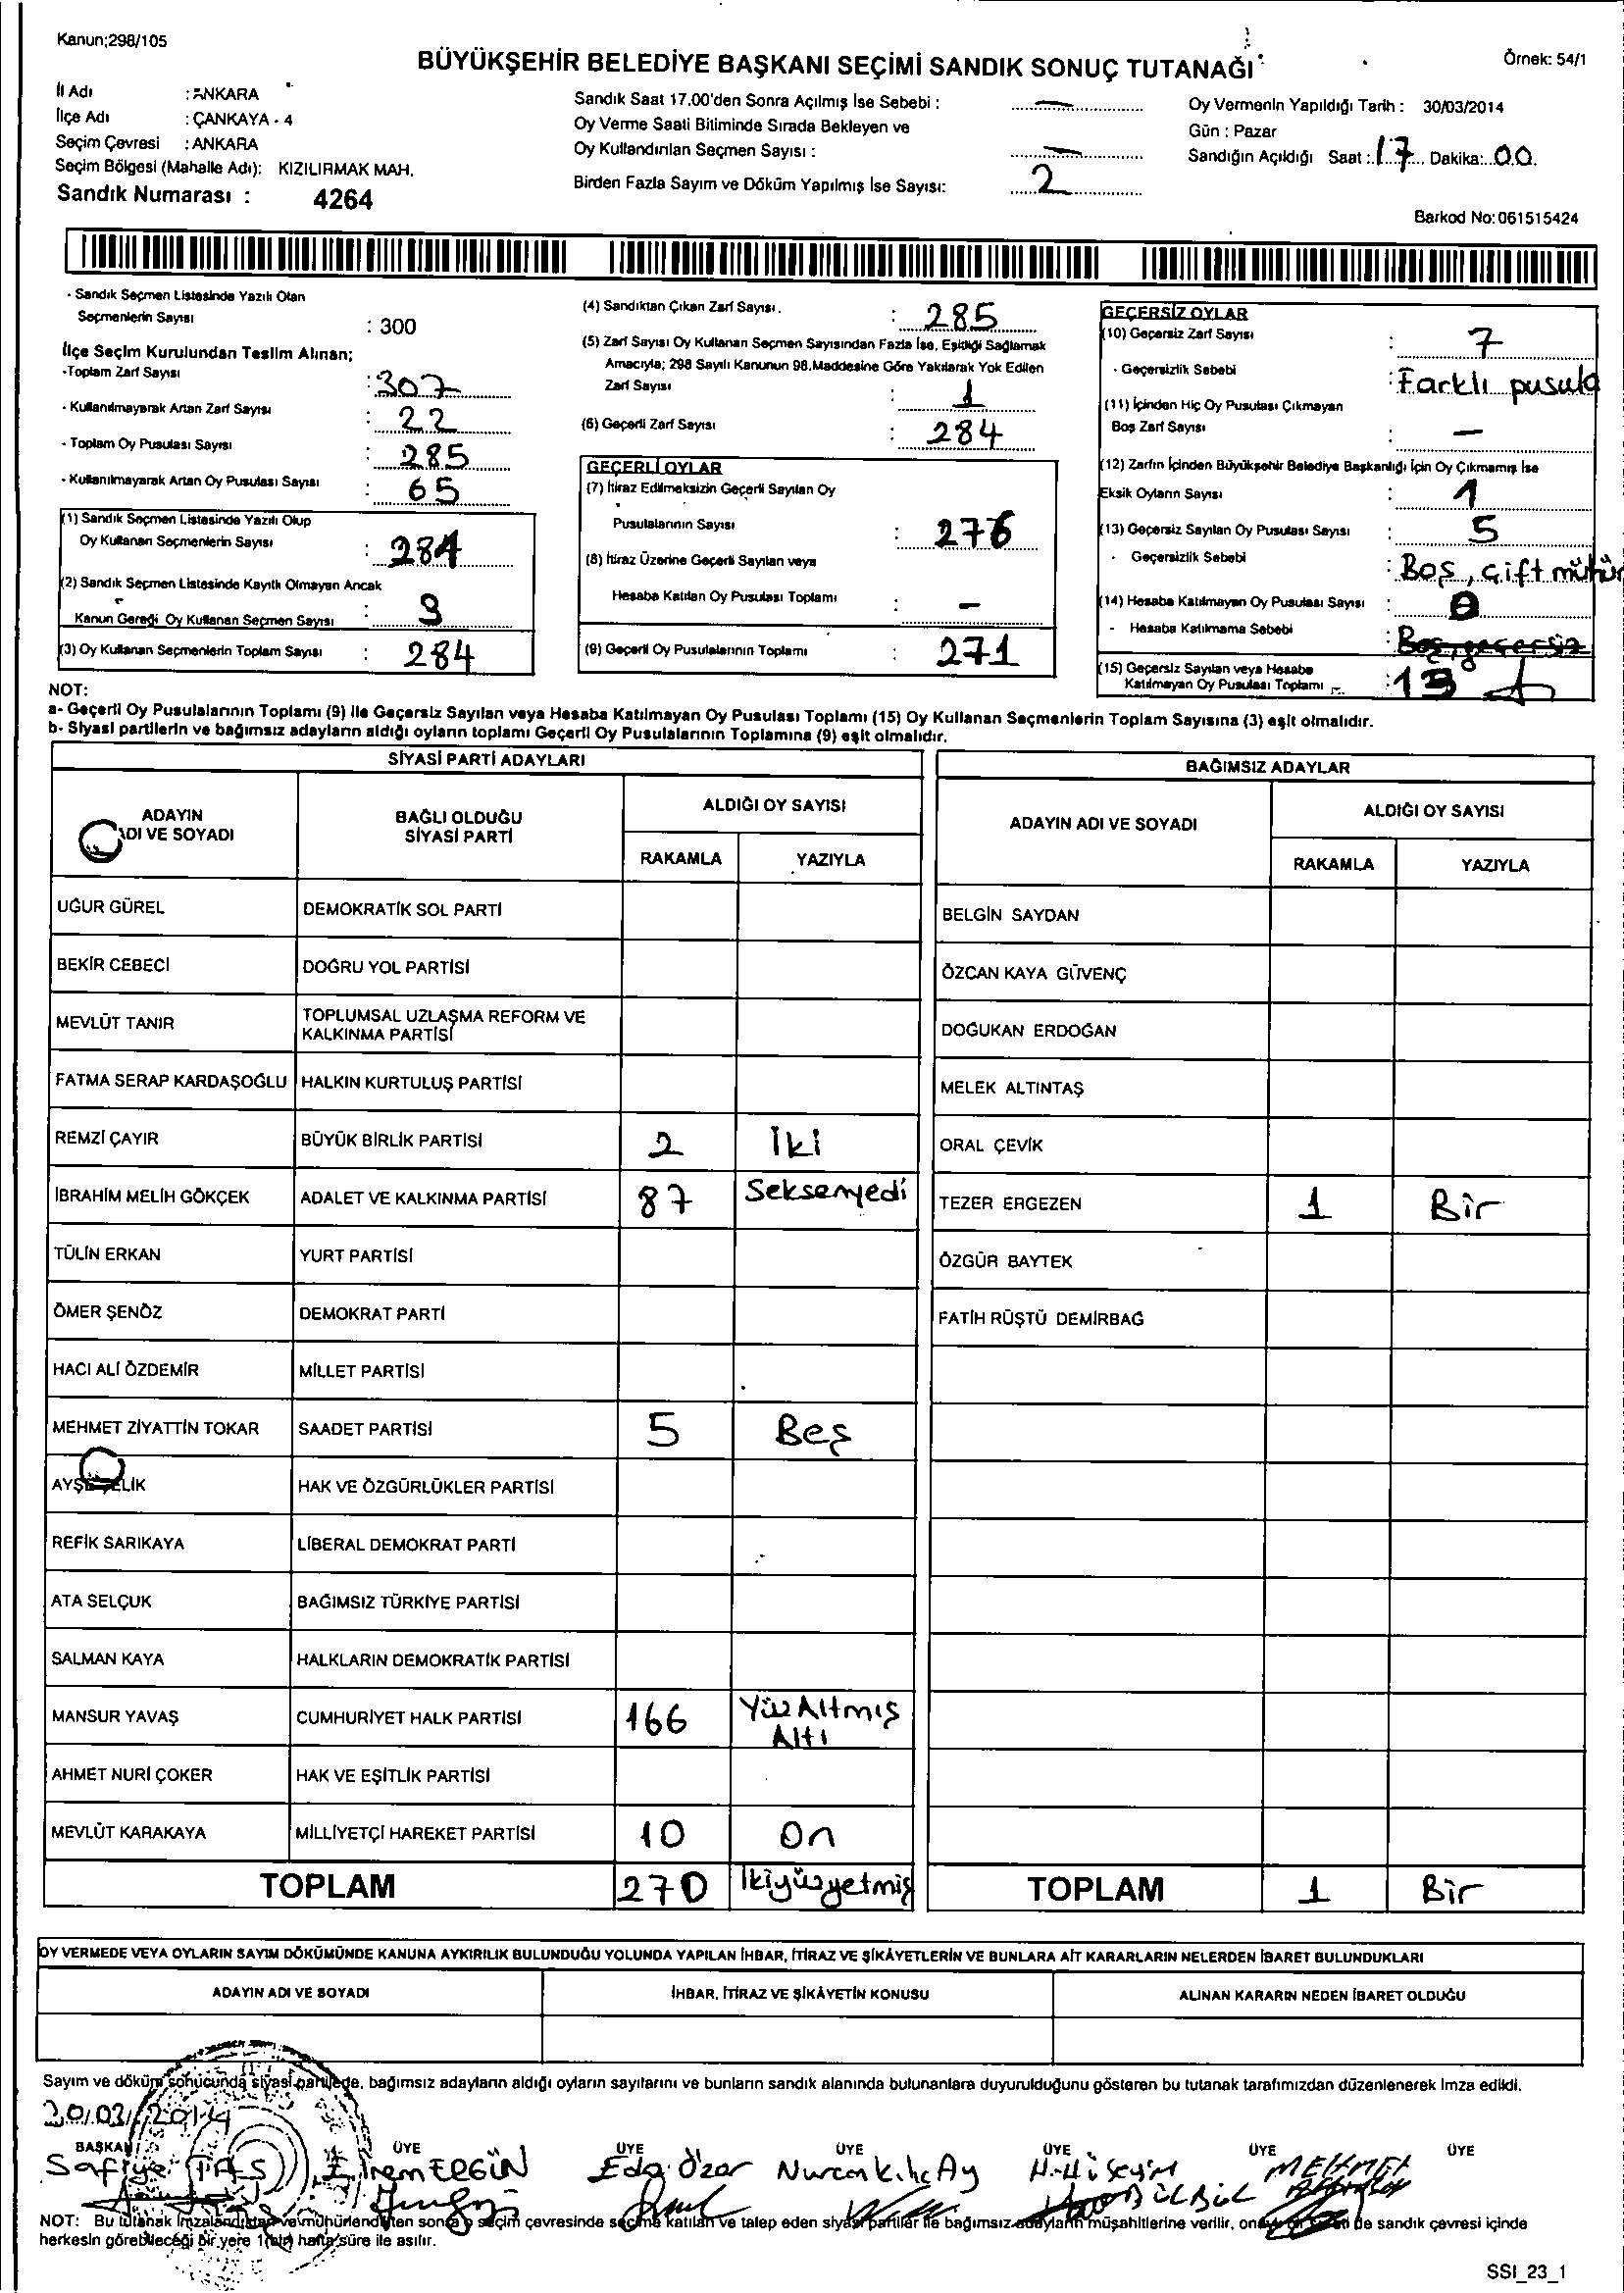 Kanun;298/105
BÜYÜKŞEHİR BELEDİYE BAŞKANI SEÇİMİ SANDIK SONUÇ TUTANAĞI
Örnek: 54/1
İl Adı : ANKARA
İlçe Adı : ÇANKAYA - 4
Seçim Çevresi : ANKARA
Seçim Bölgesi (Mahalle Adı): KIZILIRMAK MAH.
Sandık Numarası : 4264
Sandık Saat 17.00'den Sonra Açılmış İse Sebebi : —
Oy Verme Saati Bitiminde Sırada Bekleyen ve
Oy Kullandırılan Seçmen Sayısı : —
Birden Fazla Sayım ve Döküm Yapılmış İse Sayısı: 2
Oy Vermenin Yapıldığı Tarih : 30/03/2014
Gün : Pazar
Sandığın Açıldığı Saat : 17 Dakika: 00
Barkod No: 061515424
- Sandık Seçmen Listesinde Yazılı Olan
Seçmenlerin Sayısı : 300
İlçe Seçim Kurulundan Teslim Alınan;
-Toplam Zarf Sayısı : 307
- Kullanılmayarak Artan Zarf Sayısı : 22
- Toplam Oy Pusulası Sayısı : 285
- Kullanılmayarak Artan Oy Pusulası Sayısı : 65
(1) Sandık Seçmen Listesinde Yazılı Olup
Oy Kullanan Seçmenlerin Sayısı : 284
(2) Sandık Seçmen Listesinde Kayıtlı Olmayan Ancak
Kanun Gereği Oy Kullanan Seçmen Sayısı :
(3) Oy Kullanan Seçmenlerin Toplam Sayısı : 284
(4) Sandıktan Çıkan Zarf Sayısı. : 285
(5) Zarf Sayısı Oy Kullanan Seçmen Sayısından Fazla İse, Eşitliği Sağlamak
Amacıyla; 298 Sayılı Kanunun 98.Maddesine Göre Yakılarak Yok Edilen
Zarf Sayısı : 1
(6) Geçerli Zarf Sayısı : 284
GEÇERLİ OYLAR
(7) İtiraz Edilmeksizin Geçerli Sayılan Oy
Pusulalarının Sayısı : 276
(8) İtiraz Üzerine Geçerli Sayılan veya
Hesaba Katılan Oy Pusulası Toplamı : —
(9) Geçerli Oy Pusulalarının Toplamı : 271
GEÇERSİZ OYLAR
(10) Geçersiz Zarf Sayısı : 7
- Geçersizlik Sebebi : Farklı pusula
(11) İçinden Hiç Oy Pusulası Çıkmayan
Boş Zarf Sayısı : —
(12) Zarfın İçinden Büyükşehir Belediye Başkanlığı İçin Oy Çıkmamış İse
Eksik Oyların Sayısı : 1
(13) Geçersiz Sayılan Oy Pusulası Sayısı : 5
- Geçersizlik Sebebi : Boş, çift mühür
(14) Hesaba Katılmayan Oy Pusulası Sayısı : 0
- Hesaba Katılmama Sebebi : Boş, geçersiz
(15) Geçersiz Sayılan veya Hesaba
Katılmayan Oy Pusulası Toplamı : 13
NOT:
a- Geçerli Oy Pusulalarının Toplamı (9) ile Geçersiz Sayılan veya Hesaba Katılmayan Oy Pusulası Toplamı (15) Oy Kullanan Seçmenlerin Toplam Sayısına (3) eşit olmalıdır.
b- Siyasi partilerin ve bağımsız adayların aldığı oyların toplamı Geçerli Oy Pusulalarının Toplamına (9) eşit olmalıdır.
SİYASİ PARTİ ADAYLARI
ADAYIN ADI VE SOYADI
BAĞLI OLDUĞU SİYASİ PARTİ
ALDIĞI OY SAYISI
RAKAMLA YAZIYLA
UĞUR GÜREL DEMOKRATİK SOL PARTİ
BEKİR CEBECİ DOĞRU YOL PARTİSİ
MEVLÜT TANIR TOPLUMSAL UZLAŞMA REFORM VE KALKINMA PARTİSİ
FATMA SERAP KARDAŞOĞLU HALKIN KURTULUŞ PARTİSİ
REMZİ ÇAYIR BÜYÜK BİRLİK PARTİSİ 2 İki
İBRAHİM MELİH GÖKÇEK ADALET VE KALKINMA PARTİSİ 87 Seksenyedi
TÜLİN ERKAN YURT PARTİSİ
ÖMER ŞENÖZ DEMOKRAT PARTİ
HACI ALİ ÖZDEMİR MİLLET PARTİSİ
MEHMET ZİYATTİN TOKAR SAADET PARTİSİ 5 Beş
AYŞE ÇELİK HAK VE ÖZGÜRLÜKLER PARTİSİ
REFİK SARIKAYA LİBERAL DEMOKRAT PARTİ
ATA SELÇUK BAĞIMSIZ TÜRKİYE PARTİSİ
SALMAN KAYA HALKLARIN DEMOKRATİK PARTİSİ
MANSUR YAVAŞ CUMHURİYET HALK PARTİSİ 166 Yüz Altmış Altı
AHMET NURİ ÇOKER HAK VE EŞİTLİK PARTİSİ
MEVLÜT KARAKAYA MİLLİYETÇİ HAREKET PARTİSİ 10 On
TOPLAM 270 İkiyüzyetmiş
BAĞIMSIZ ADAYLAR
ADAYIN ADI VE SOYADI
ALDIĞI OY SAYISI
RAKAMLA YAZIYLA
BELGİN SAYDAN
ÖZCAN KAYA GÜVENÇ
DOĞUKAN ERDOĞAN
MELEK ALTINTAŞ
ORAL ÇEVİK
TEZER ERGEZEN 1 Bir
ÖZGÜR BAYTEK
FATİH RÜŞTÜ DEMİRBAĞ
TOPLAM 1 Bir
OY VERMEDE VEYA OYLARIN SAYIM DÖKÜMÜNDE KANUNA AYKIRILIK BULUNDUĞU YOLUNDA YAPILAN İHBAR, İTİRAZ VE ŞİKÂYETLERİN VE BUNLARA AİT KARARLARIN NELERDEN İBARET BULUNDUKLARI
ADAYIN ADI VE SOYADI
İHBAR, İTİRAZ VE ŞİKÂYETİN KONUSU
ALINAN KARARIN NEDEN İBARET OLDUĞU
Sayım ve döküm sonucunda siyasi partilerle, bağımsız adayların aldığı oyların sayılarını ve bunların sandık alanında bulunanlara duyurulduğunu gösteren bu tutanak tarafımızdan düzenlenerek imza edildi.
30/03/2014
BAŞKAN ÜYE ÜYE ÜYE ÜYE ÜYE ÜYE
Safiye TAŞ İrem ERGÜN Eda Özer Nurcan Kılıç Ay H.Hüseyin BÜLBÜL MEHMET
NOT: Bu tutanak imzalandıktan ve mühürlendikten sonra o seçim çevresinde seçime katılan ve talep eden siyasi partiler ile bağımsız adayların müşahitlerine verilir, de sandık çevresi içinde
herkesin görebileceği bir yere 1(bir) hafta süre ile asılır.
SSI_23_1